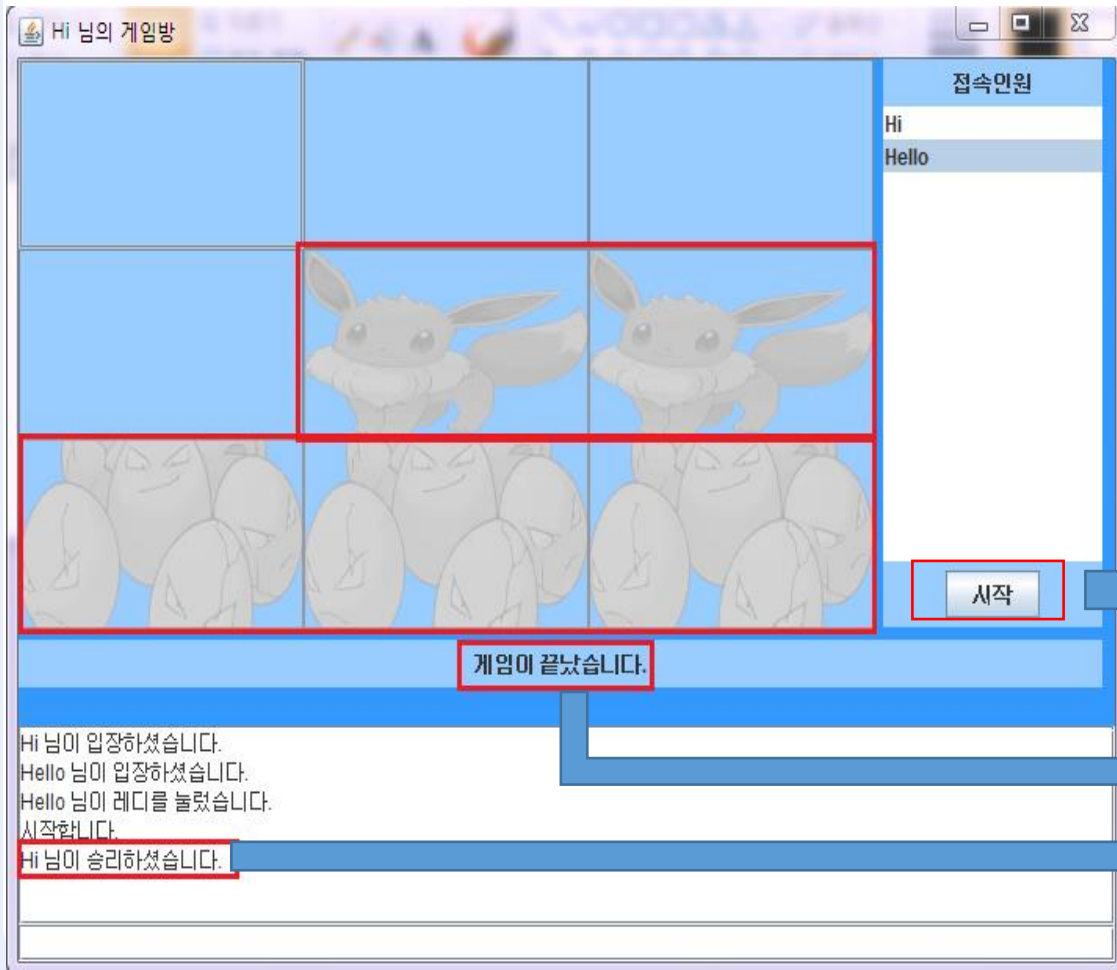 Hi 님의 게임방
접속인원
Hi
Hello
시작
게임이 끝났습니다.
Hi 님이 입장하셨습니다.
Hello 님이 입장하셨습니다.
Hello 님이 레디를 눌렀습니다.
시작합니다.
Hi 님이 승리하셨습니다.